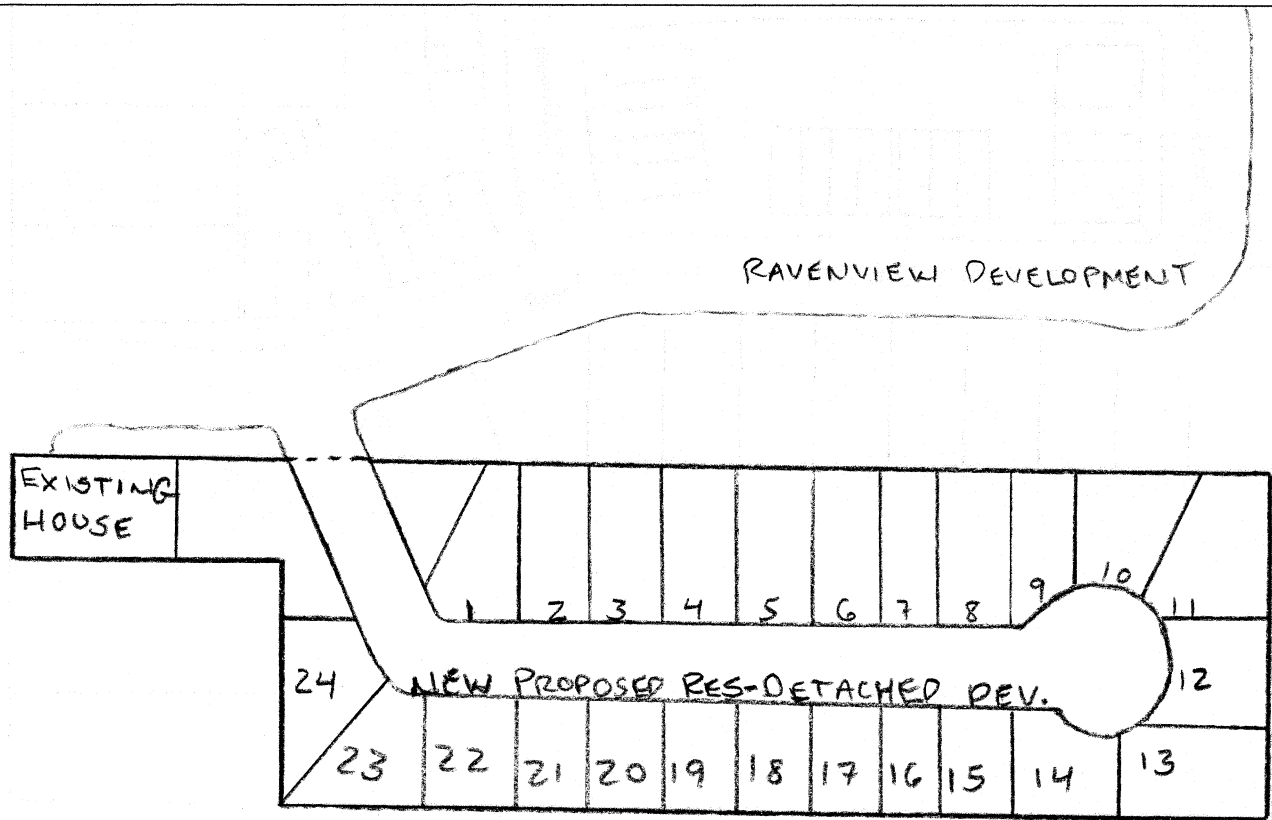 RAVENVIEW DEVELOPMENT
EXISTING
HOUSE
1 2 3 4 5 6 7 8 9 10 11
24 NEW PROPOSED RES-DETACHED DEV. 12
23 22 21 20 19 18 17 16 15 14 13